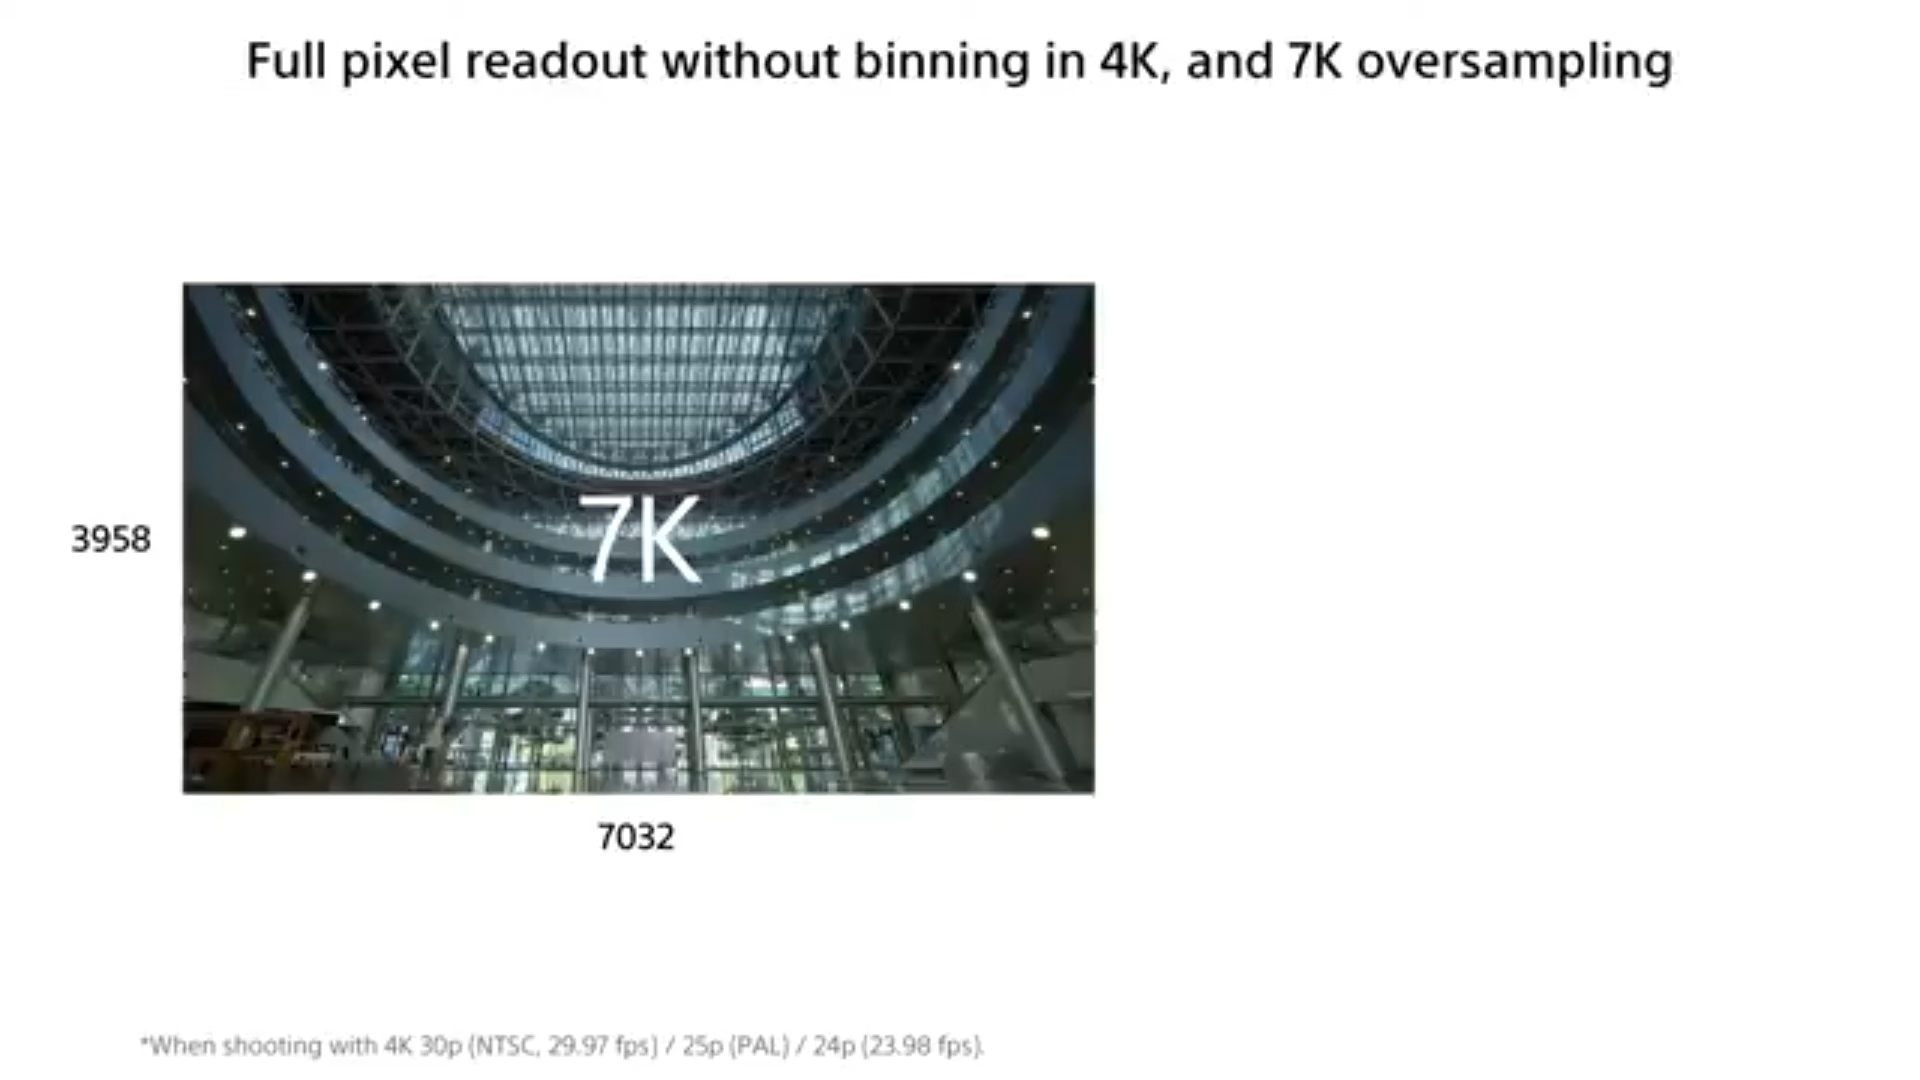 Full pixel readout without binning in 4K, and 7K oversampling
7K
3958
7032
*When shooting with 4K 30p (NTSC, 29.97 fps) / 25p (PAL) / 24p (23.98 fps).